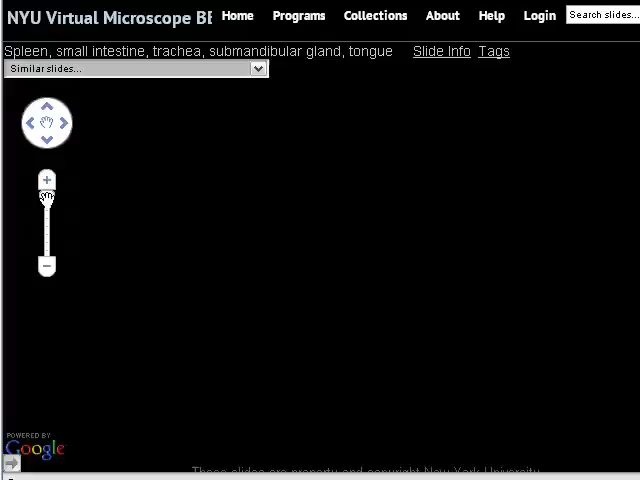 NYU Virtual Microscope BE Home Programs Collections About Help Login Search slides...
Spleen, small intestine, trachea, submandibular gland, tongue Slide Info Tags
Similar slides...
POWERED BY
Google
These slides are property and copyright New York University